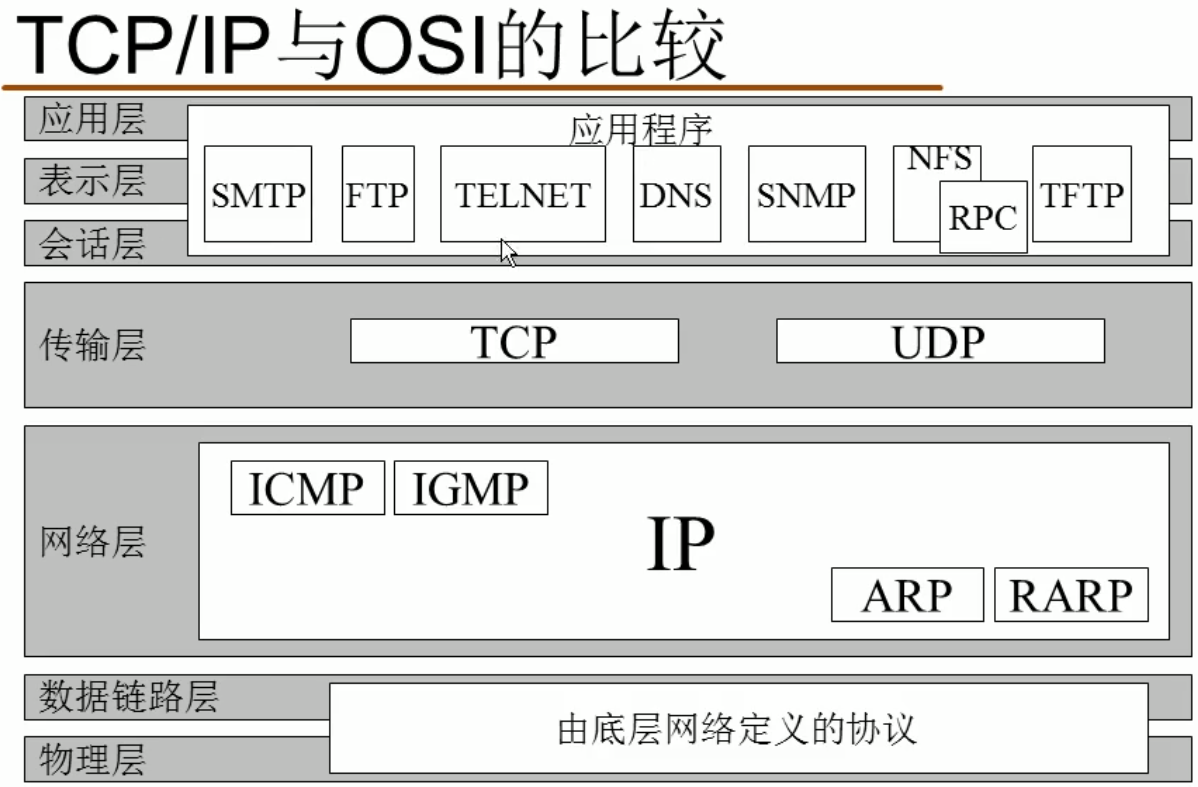 TCP/IP与OSI的比较
应用层
应用程序
表示层
SMTP FTP TELNET DNS SNMP NFS RPC TFTP
会话层
传输层 TCP UDP
ICMP IGMP
网络层 IP
ARP RARP
数据链路层
由底层网络定义的协议
物理层